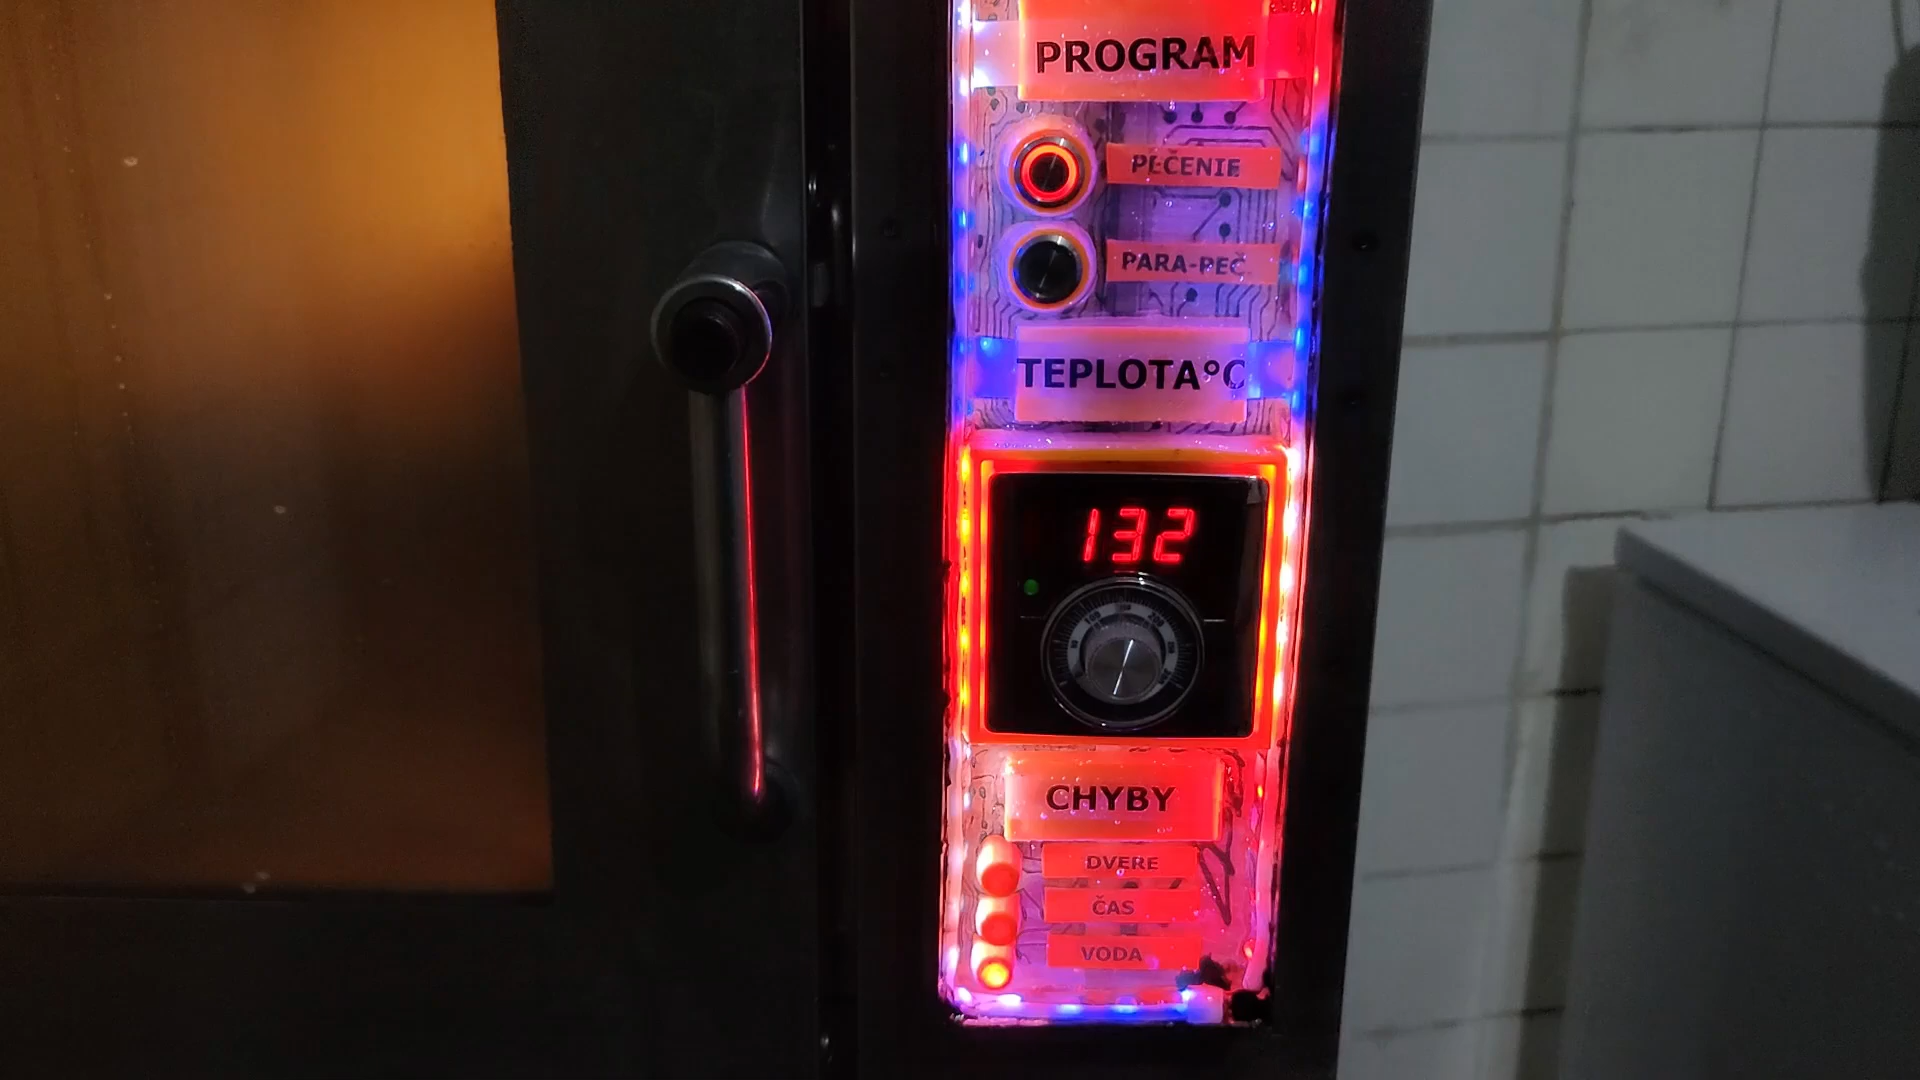 PROGRAM
PEČENIE
PARA-PEČ
TEPLOTA°C
132
CHYBY
DVERE
ČAS
VODA